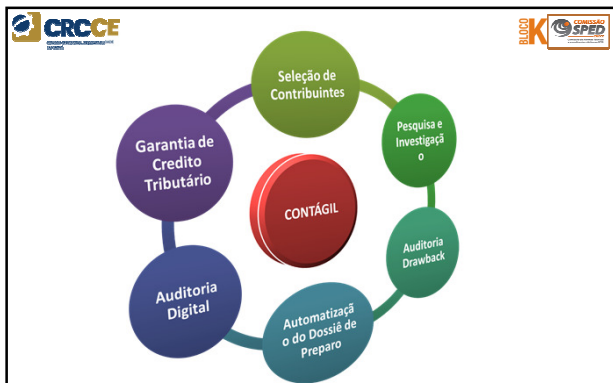 CRCCE
BLOCO
K
COMISSÃO
SPED
Seleção de
Contribuintes
Pesquisa e
Investigaçã
o
Auditoria
Drawback
Automatizaçã
o do Dossiê de
Preparo
Auditoria
Digital
Garantia de
Credito
Tributário
CONTÁGIL